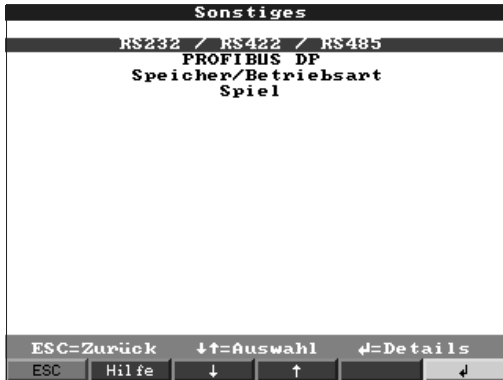 Sonstiges
RS232 / RS422 / RS485
PROFIBUS DP
Speicher/Betriebsart
Spiel
ESC=Zurück ↓↑=Auswahl ↲=Details
ESC Hilfe ↓ ↑ ↲